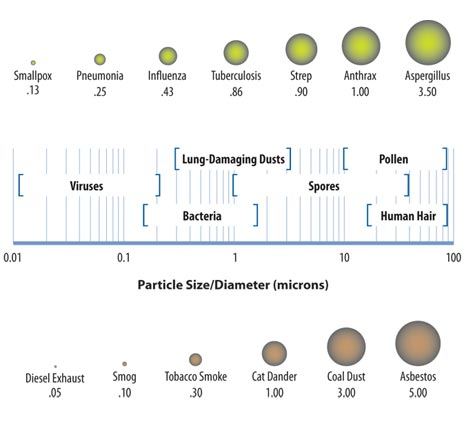 Smallpox Pneumonia Influenza Tuberculosis Strep Anthrax Aspergillus
.13 .25 .43 .86 .90 1.00 3.50
Lung-Damaging Dusts Pollen
Viruses Spores
Bacteria Human Hair
0.01 0.1 1 10 100
Particle Size/Diameter (microns)
Diesel Exhaust Smog Tobacco Smoke Cat Dander Coal Dust Asbestos
.05 .10 .30 1.00 3.00 5.00